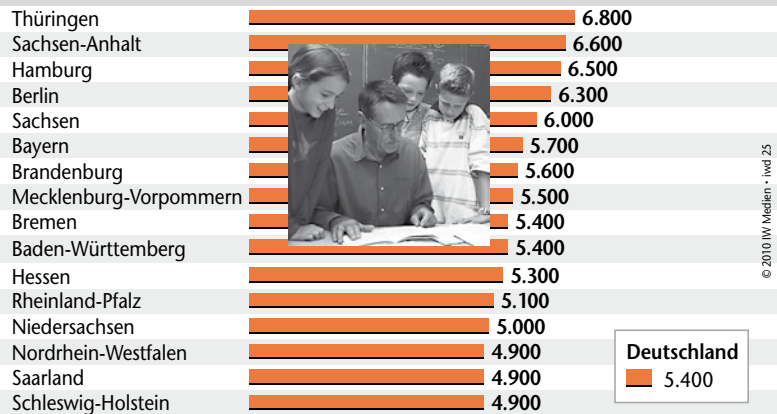 Thüringen 6.800
Sachsen-Anhalt 6.600
Hamburg 6.500
Berlin 6.300
Sachsen 6.000
Bayern 5.700
Brandenburg 5.600
Mecklenburg-Vorpommern 5.500
Bremen 5.400
Baden-Württemberg 5.400
Hessen 5.300
Rheinland-Pfalz 5.100
Niedersachsen 5.000
Nordrhein-Westfalen 4.900
Saarland 4.900
Schleswig-Holstein 4.900
Deutschland
5.400
© 2010 IW Medien • iwd 25